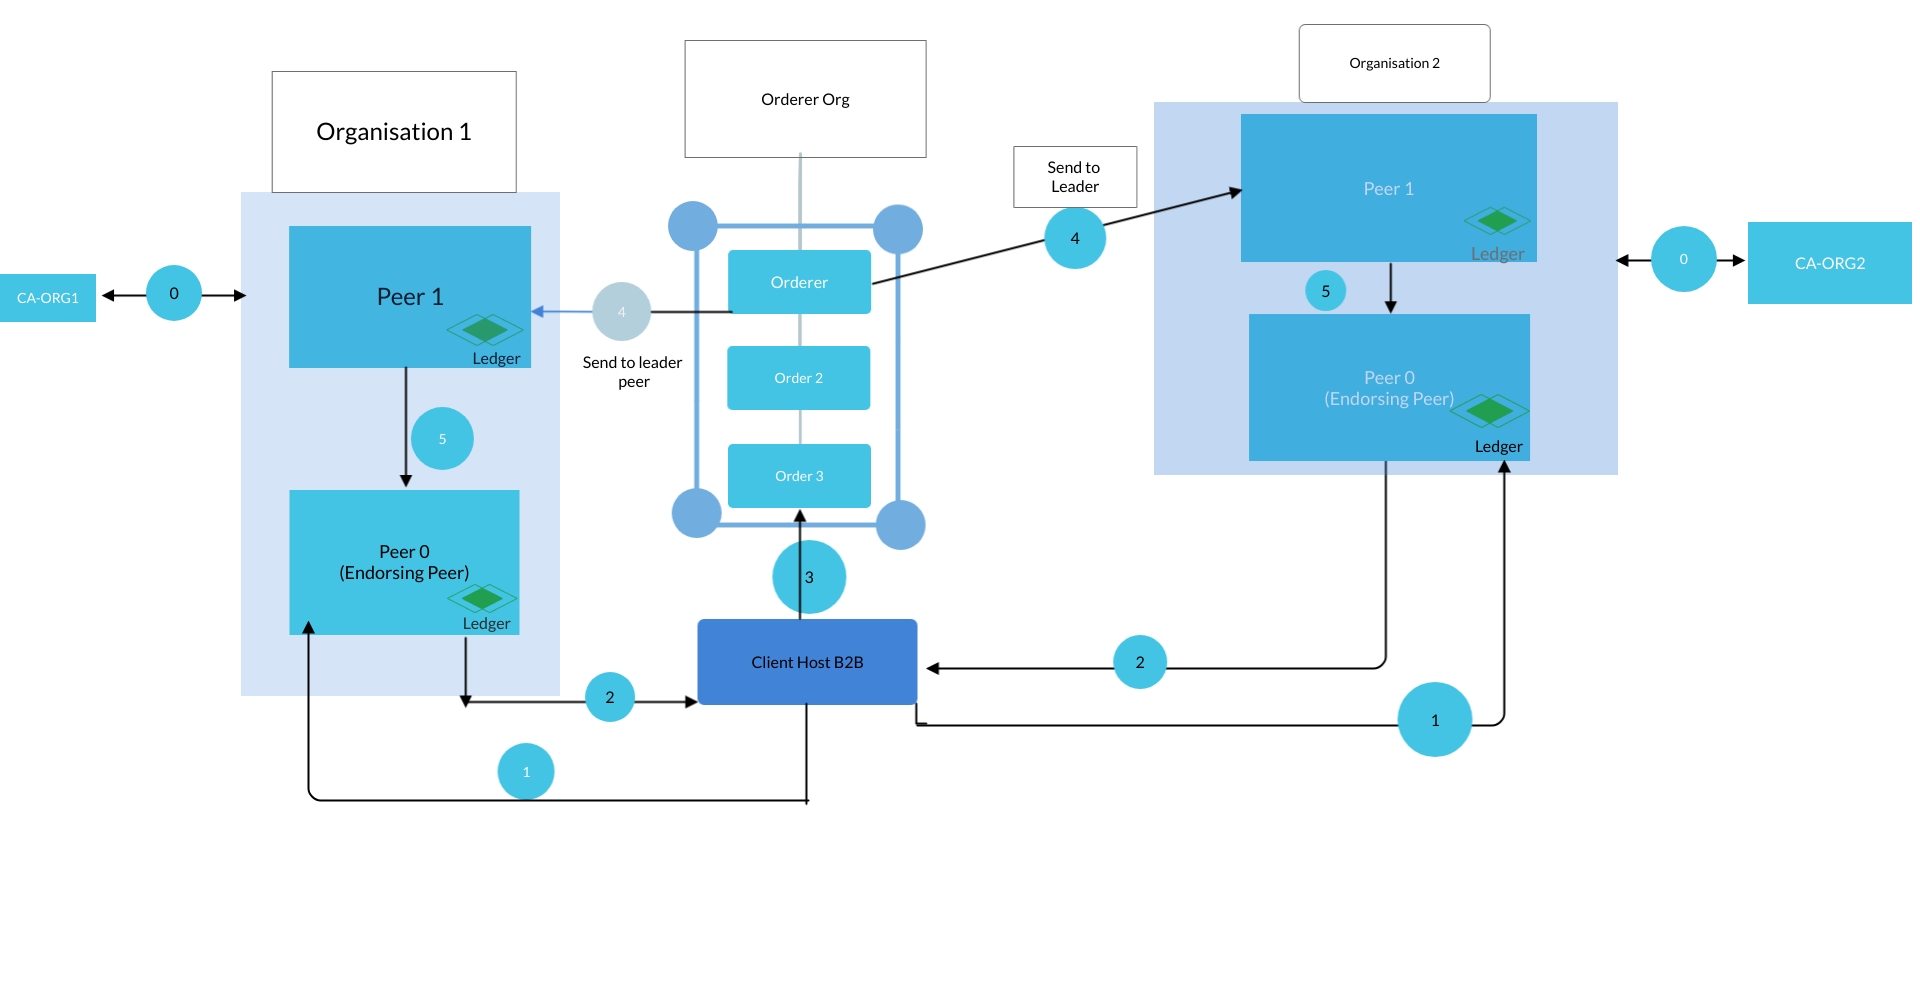 Organisation 2
Orderer Org
Organisation 1
Send to
Leader
Peer 1
Ledger
4
0
CA-ORG2
CA-ORG1
0
Peer 1
Ledger
4
Send to leader
peer
Orderer
Order 2
Order 3
5
Peer 0
(Endorsing Peer)
Ledger
5
Peer 0
(Endorsing Peer)
Ledger
3
Client Host B2B
2
2
1
1